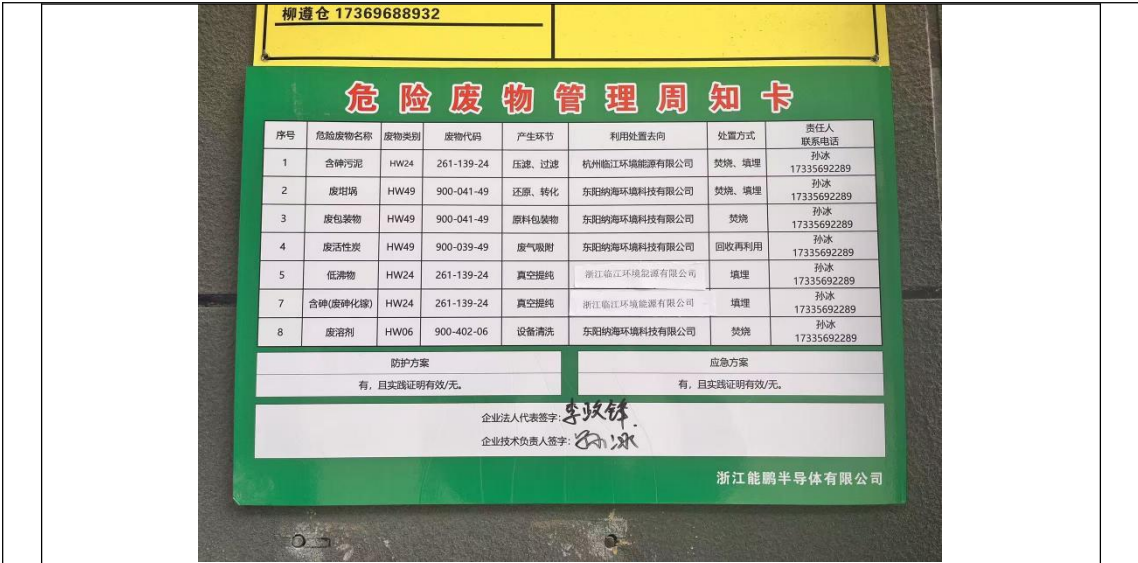 柳遵仓 17369688932
危险废物管理周知卡
序号 危险废物名称 废物类别 废物代码 产生环节 利用处置去向 处置方式 责任人 联系电话
1 含砷污泥 HW24 261-139-24 压滤、过滤 杭州临江环境能源有限公司 焚烧、填埋 孙冰 17335692289
2 废坩埚 HW49 900-041-49 还原、转化 东阳纳海环境科技有限公司 焚烧、填埋 孙冰 17335692289
3 废包装物 HW49 900-041-49 原料包装物 东阳纳海环境科技有限公司 焚烧 孙冰 17335692289
4 废活性炭 HW49 900-039-49 废气吸附 东阳纳海环境科技有限公司 回收再利用 孙冰 17335692289
5 低沸物 HW24 261-139-24 真空提纯 浙江临江环境能源有限公司 填埋 孙冰 17335692289
7 含砷(废砷化镓) HW24 261-139-24 真空提纯 浙江临江环境能源有限公司 填埋 孙冰 17335692289
8 废溶剂 HW06 900-402-06 设备清洗 东阳纳海环境科技有限公司 焚烧 孙冰 17335692289
防护方案 应急方案
有，且实践证明有效/无。 有，且实践证明有效/无。
企业法人代表签字：
企业技术负责人签字：孙冰
浙江能鹏半导体有限公司